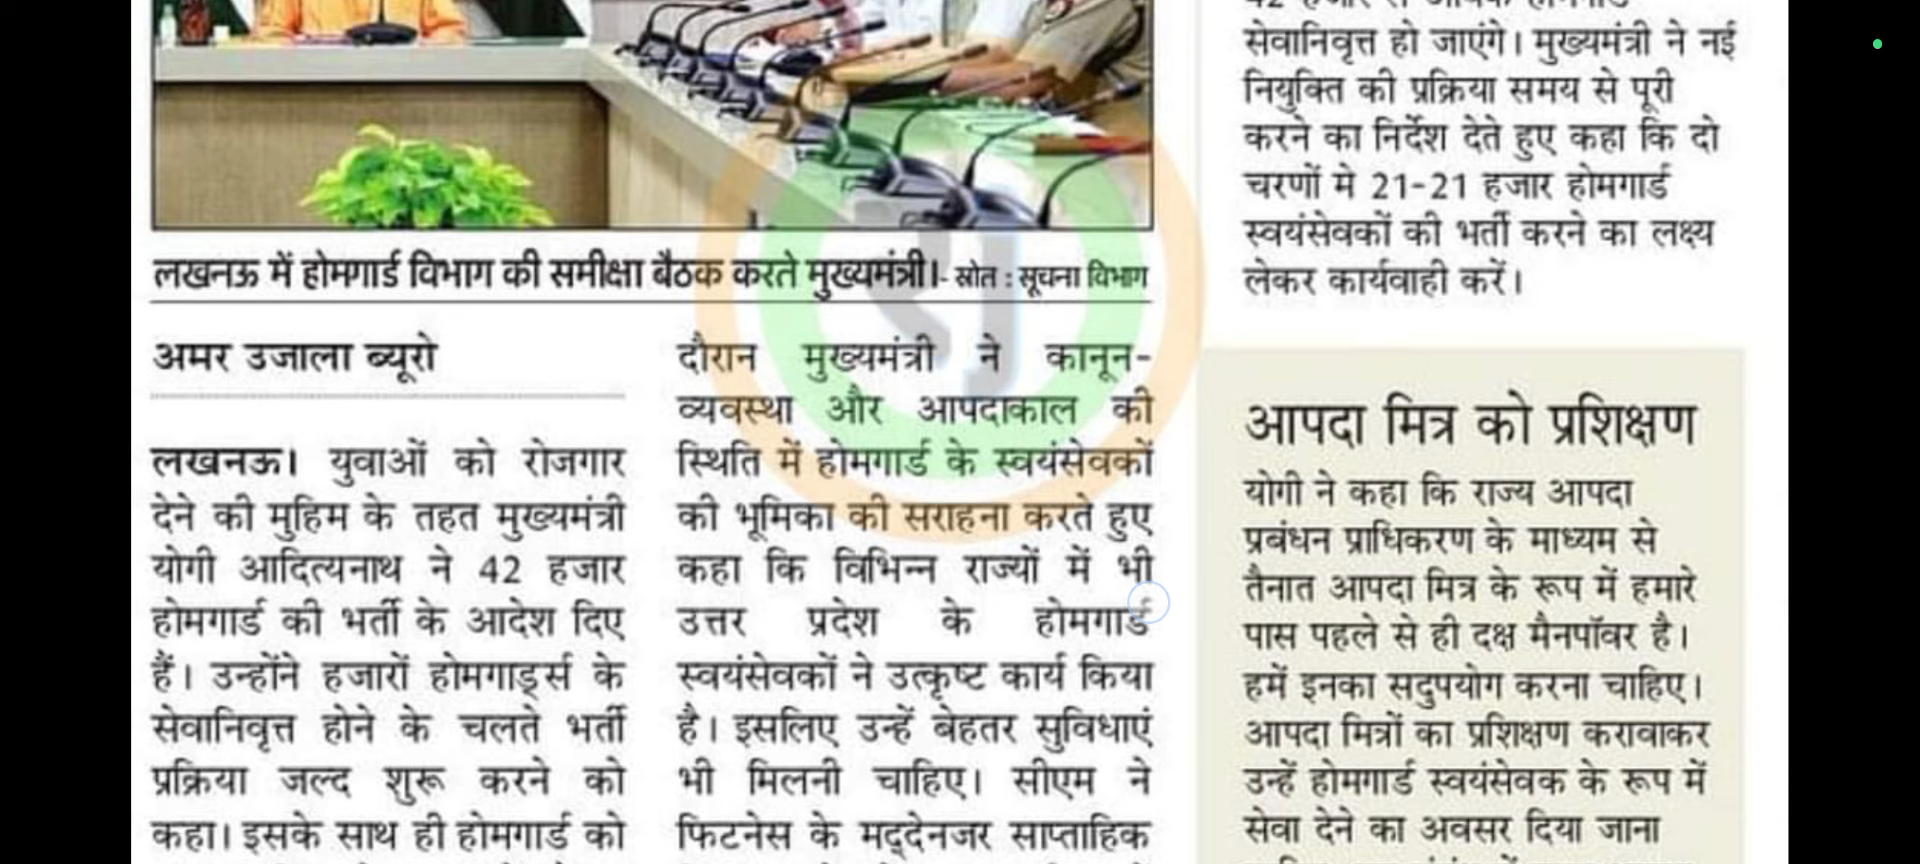 लखनऊ में होमगार्ड विभाग की समीक्षा बैठक करते मुख्यमंत्री।- स्रोत : सूचना विभाग
अमर उजाला ब्यूरो
लखनऊ। युवाओं को रोजगार
देने की मुहिम के तहत मुख्यमंत्री
योगी आदित्यनाथ ने 42 हजार
होमगार्ड की भर्ती के आदेश दिए
हैं। उन्होंने हजारों होमगार्ड्स के
सेवानिवृत्त होने के चलते भर्ती
प्रक्रिया जल्द शुरू करने को
कहा। इसके साथ ही होमगार्ड को
दौरान मुख्यमंत्री ने कानून-
व्यवस्था और आपदाकाल की
स्थिति में होमगार्ड के स्वयंसेवकों
की भूमिका की सराहना करते हुए
कहा कि विभिन्न राज्यों में भी
उत्तर प्रदेश के होमगार्ड
स्वयंसेवकों ने उत्कृष्ट कार्य किया
है। इसलिए उन्हें बेहतर सुविधाएं
भी मिलनी चाहिए। सीएम ने
फिटनेस के मद्देनजर साप्ताहिक
सेवानिवृत्त हो जाएंगे। मुख्यमंत्री ने नई
नियुक्ति की प्रक्रिया समय से पूरी
करने का निर्देश देते हुए कहा कि दो
चरणों मे 21-21 हजार होमगार्ड
स्वयंसेवकों की भर्ती करने का लक्ष्य
लेकर कार्यवाही करें।
आपदा मित्र को प्रशिक्षण
योगी ने कहा कि राज्य आपदा
प्रबंधन प्राधिकरण के माध्यम से
तैनात आपदा मित्र के रूप में हमारे
पास पहले से ही दक्ष मैनपॉवर है।
हमें इनका सदुपयोग करना चाहिए।
आपदा मित्रों का प्रशिक्षण करावाकर
उन्हें होमगार्ड स्वयंसेवक के रूप में
सेवा देने का अवसर दिया जाना